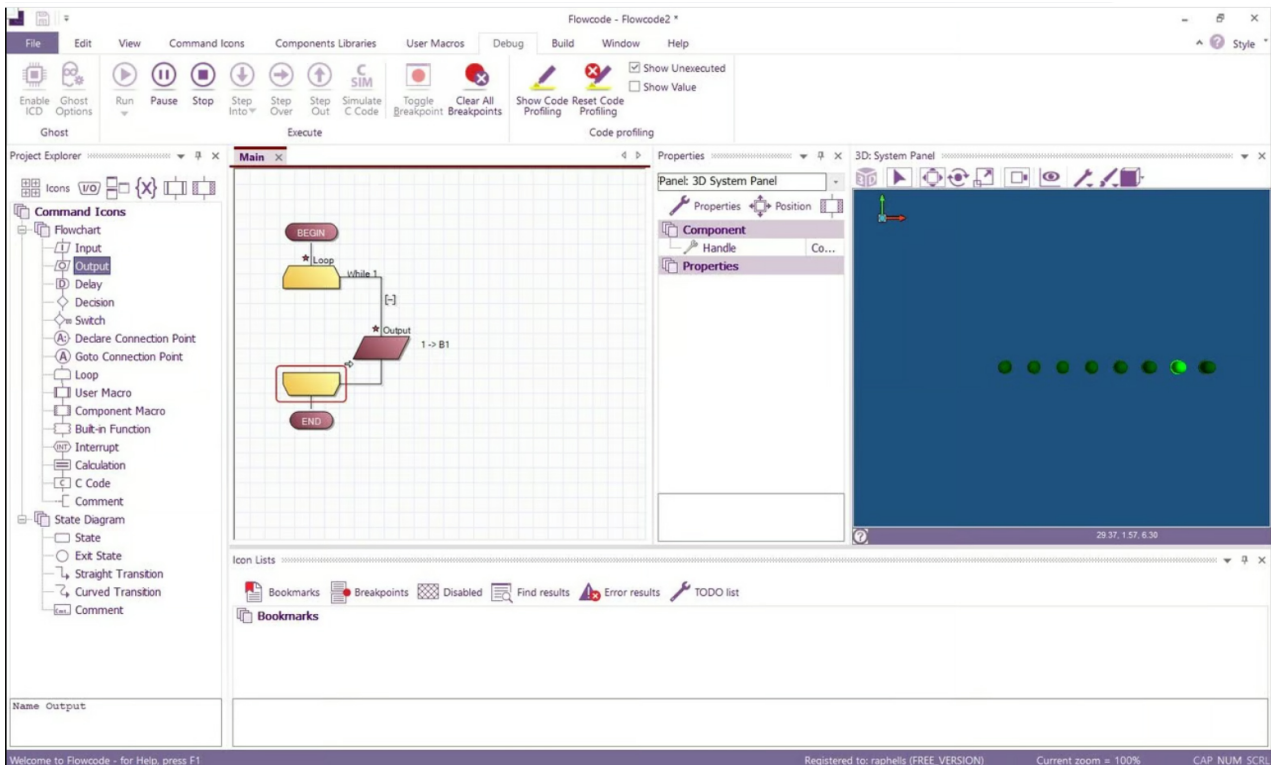 Flowcode - Flowcode2 *
File Edit View Command Icons Components Libraries User Macros Debug Build Window Help Style
Enable ICD
Ghost Options
Run
Pause
Stop
Step Into
Step Over
Step Out
C SIM
Simulate C Code
Toggle Breakpoint
Clear All Breakpoints
Show Code Profiling
Reset Code Profiling
Show Unexecuted
Show Value
Ghost
Execute
Code profiling
Project Explorer
Icons
Command Icons
Flowchart
Input
Output
Delay
Decision
Switch
Declare Connection Point
Goto Connection Point
Loop
User Macro
Component Macro
Built-in Function
Interrupt
Calculation
C Code
Comment
State Diagram
State
Exit State
Straight Transition
Curved Transition
Comment
Name Output
Main
BEGIN
Loop
While 1
[-]
Output
1 -> B1
END
Properties
Panel: 3D System Panel
Properties
Position
Component
Handle Co...
Properties
3D: System Panel
29.37, 1.57, 6.30
Icon Lists
Bookmarks Breakpoints Disabled Find results Error results TODO list
Bookmarks
Welcome to Flowcode - for Help, press F1
Registered to: raphells (FREE VERSION)
Current zoom = 100%
CAP NUM SCRL